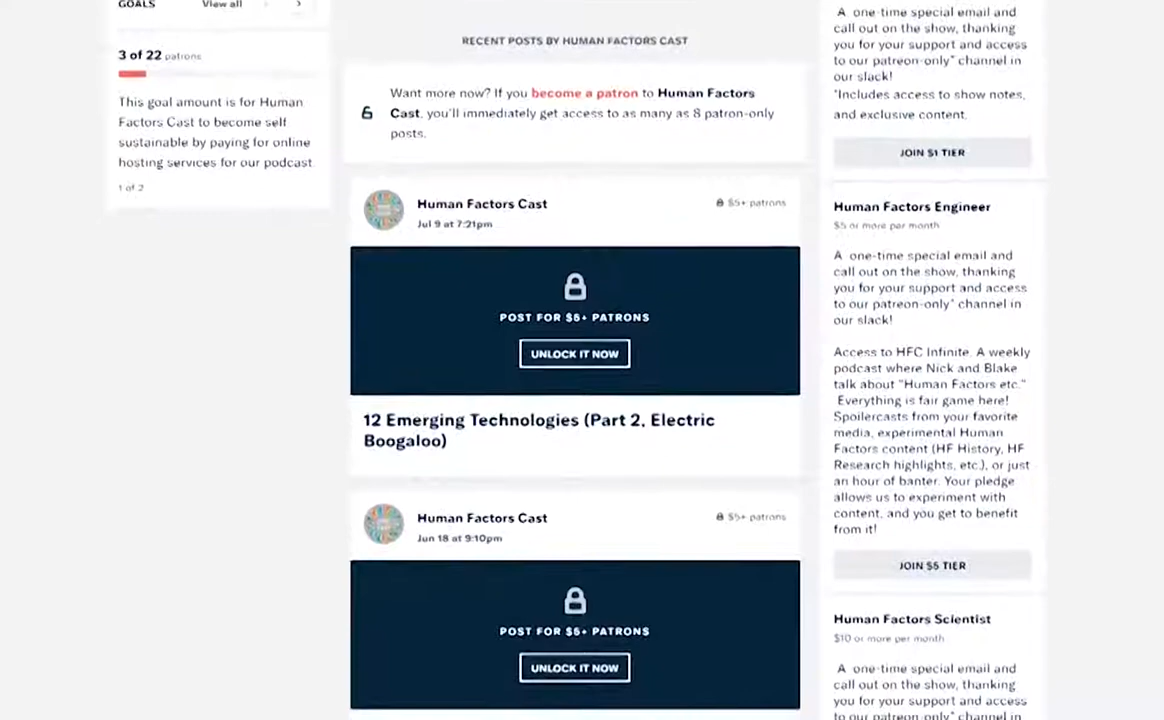 GOALS View all
3 of 22 patrons
This goal amount is for Human
Factors Cast to become self
sustainable by paying for online
hosting services for our podcast
1 of 2
RECENT POSTS BY HUMAN FACTORS CAST
Want more now? If you become a patron to Human Factors
Cast, you'll immediately get access to as many as 8 patron-only
posts.
Human Factors Cast
$5+ patrons
Jul 9 at 7:21pm
POST FOR $5+ PATRONS
UNLOCK IT NOW
12 Emerging Technologies (Part 2, Electric
Boogaloo)
Human Factors Cast
$5+ patrons
Jun 18 at 9:10pm
POST FOR $5+ PATRONS
UNLOCK IT NOW
A one-time special email and
call out on the show, thanking
you for your support and access
to our patreon-only* channel in
our slack!
*Includes access to show notes,
and exclusive content.
JOIN $1 TIER
Human Factors Engineer
$5 or more per month
A one-time special email and
call out on the show, thanking
you for your support and access
to our patreon-only* channel in
our slack!
Access to HFC Infinite. A weekly
podcast where Nick and Blake
talk about "Human Factors etc."
Everything is fair game here!
Spoilercasts from your favorite
media, experimental Human
Factors content (HF History, HF
Research highlights, etc.), or just
an hour of banter. Your pledge
allows us to experiment with
content, and you get to benefit
from it!
JOIN $5 TIER
Human Factors Scientist
$10 or more per month
A one-time special email and
call out on the show, thanking
you for your support and access
to our patreon-only* channel in